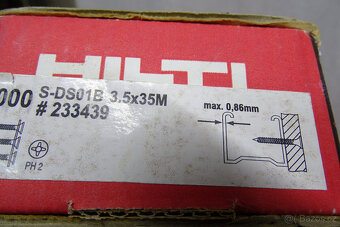 HILTI
000
S-DS01B 3.5x35M
# 233439
max. 0,86mm
PH 2